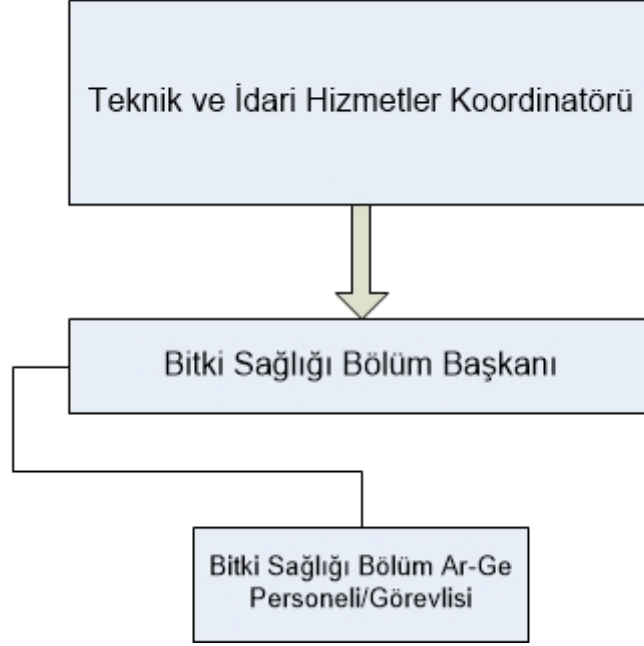 Teknik ve İdari Hizmetler Koordinatörü
Bitki Sağlığı Bölüm Başkanı
Bitki Sağlığı Bölüm Ar-Ge
Personeli/Görevlisi